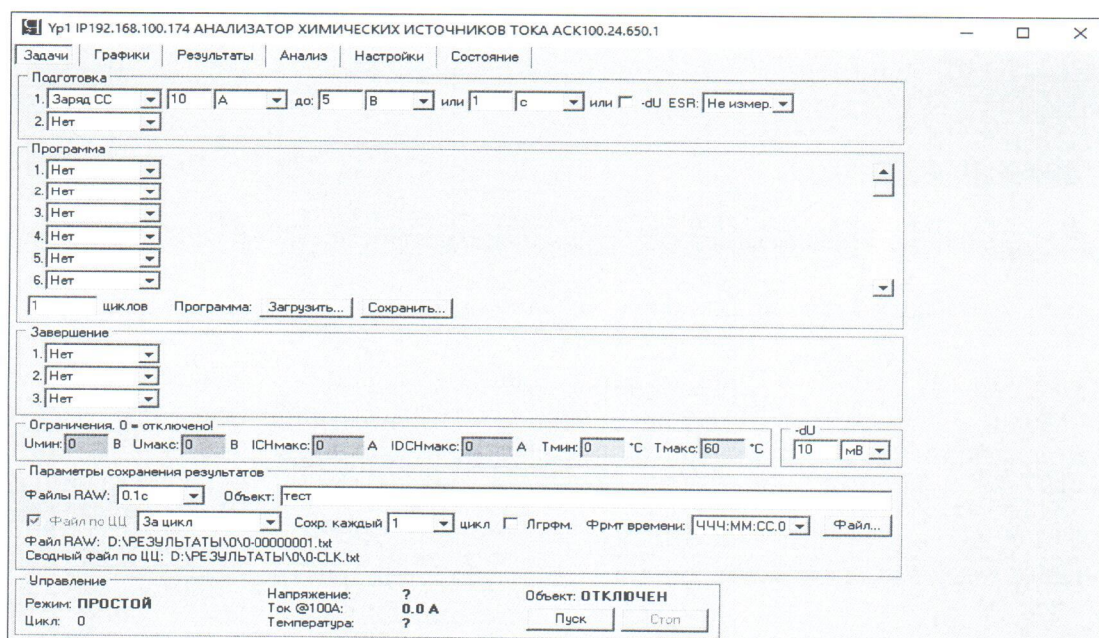 Yp1 IP192.168.100.174 АНАЛИЗАТОР ХИМИЧЕСКИХ ИСТОЧНИКОВ ТОКА АСК100.24.650.1
Задачи Графики Результаты Анализ Настройки Состояние
Подготовка
1. Заряд CC 10 А до: 5 В или 1 с или -dU ESR: Не измер.
2. Нет
Программа
1. Нет
2. Нет
3. Нет
4. Нет
5. Нет
6. Нет
1 циклов Программа: Загрузить... Сохранить...
Завершение
1. Нет
2. Нет
3. Нет
Ограничения. 0 = отключено! -dU
Uмин: 0 В Uмакс: 0 В ICHмакс: 0 А IDCHмакс: 0 А Тмин: 0 °C Тмакс: 60 °C 10 мВ
Параметры сохранения результатов
Файлы RAW: 0.1с Объект: тест
Файл по ЦЦ За цикл Сохр. каждый 1 цикл Лгрфм. Фрмт времени: ЧЧЧ:ММ:СС.0 Файл...
Файл RAW: D:\РЕЗУЛЬТАТЫ\0\0-00000001.txt
Сводный файл по ЦЦ: D:\РЕЗУЛЬТАТЫ\0\0-CLK.txt
Управление
Режим: ПРОСТОЙ Напряжение: ? Объект: ОТКЛЮЧЕН
Ток @100А: 0.0 А
Цикл: 0 Температура: ? Пуск Стоп